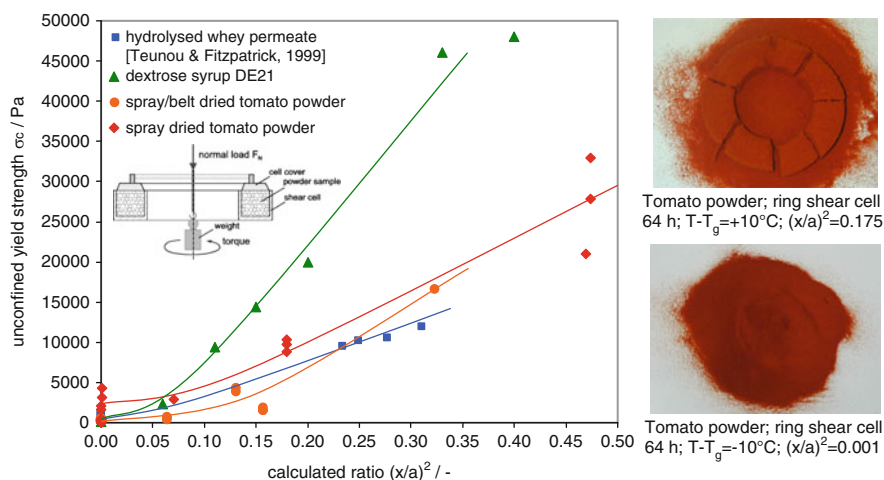 unconfined yield strength σc / Pa
50000
45000
40000
35000
30000
25000
20000
15000
10000
5000
0
hydrolysed whey permeate
[Teunou & Fitzpatrick, 1999]
dextrose syrup DE21
spray/belt dried tomato powder
spray dried tomato powder
normal load F_N
cell cover
powder sample
shear cell
weight
torque
0.00 0.05 0.10 0.15 0.20 0.25 0.30 0.35 0.40 0.45 0.50
calculated ratio (x/a)² / -
Tomato powder; ring shear cell
64 h; T-T_g=+10°C; (x/a)²=0.175
Tomato powder; ring shear cell
64 h; T-T_g=-10°C; (x/a)²=0.001